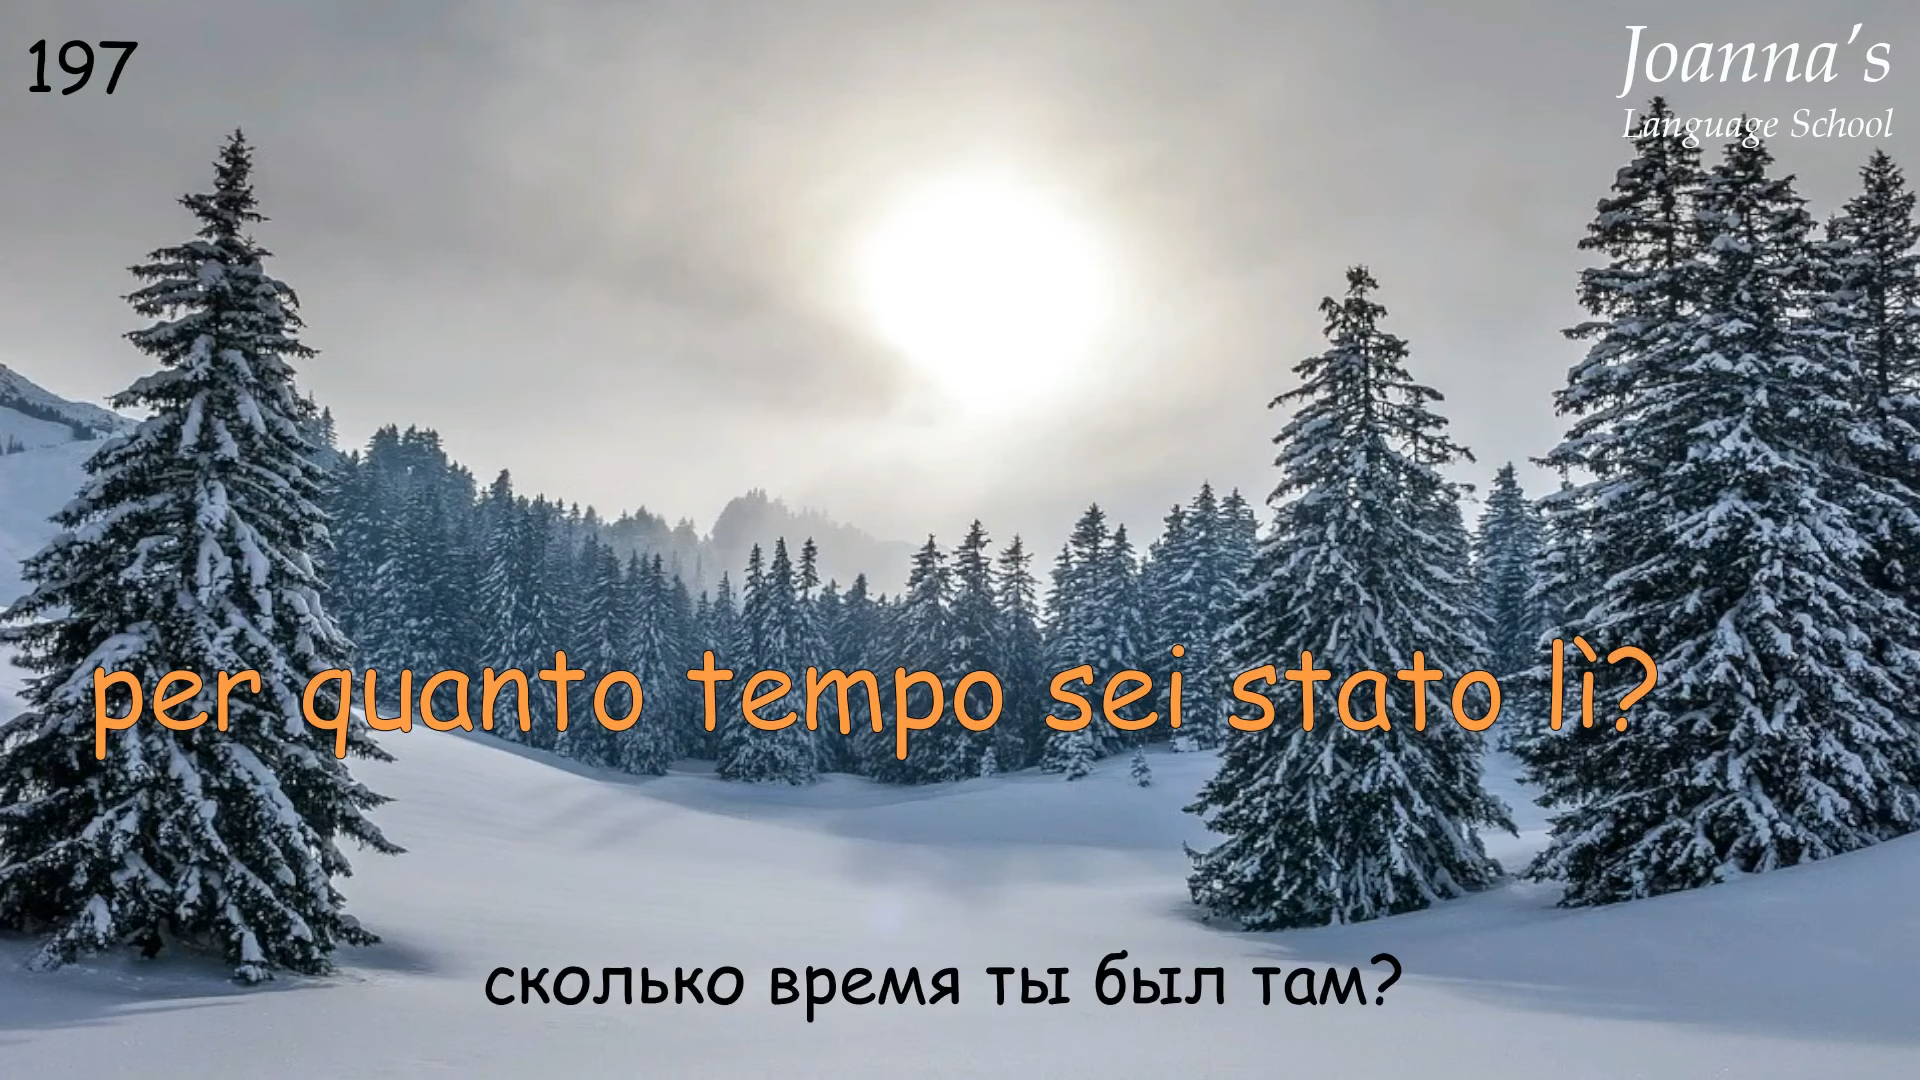 197
Joanna's
Language School
per quanto tempo sei stato lì?
сколько время ты был там?